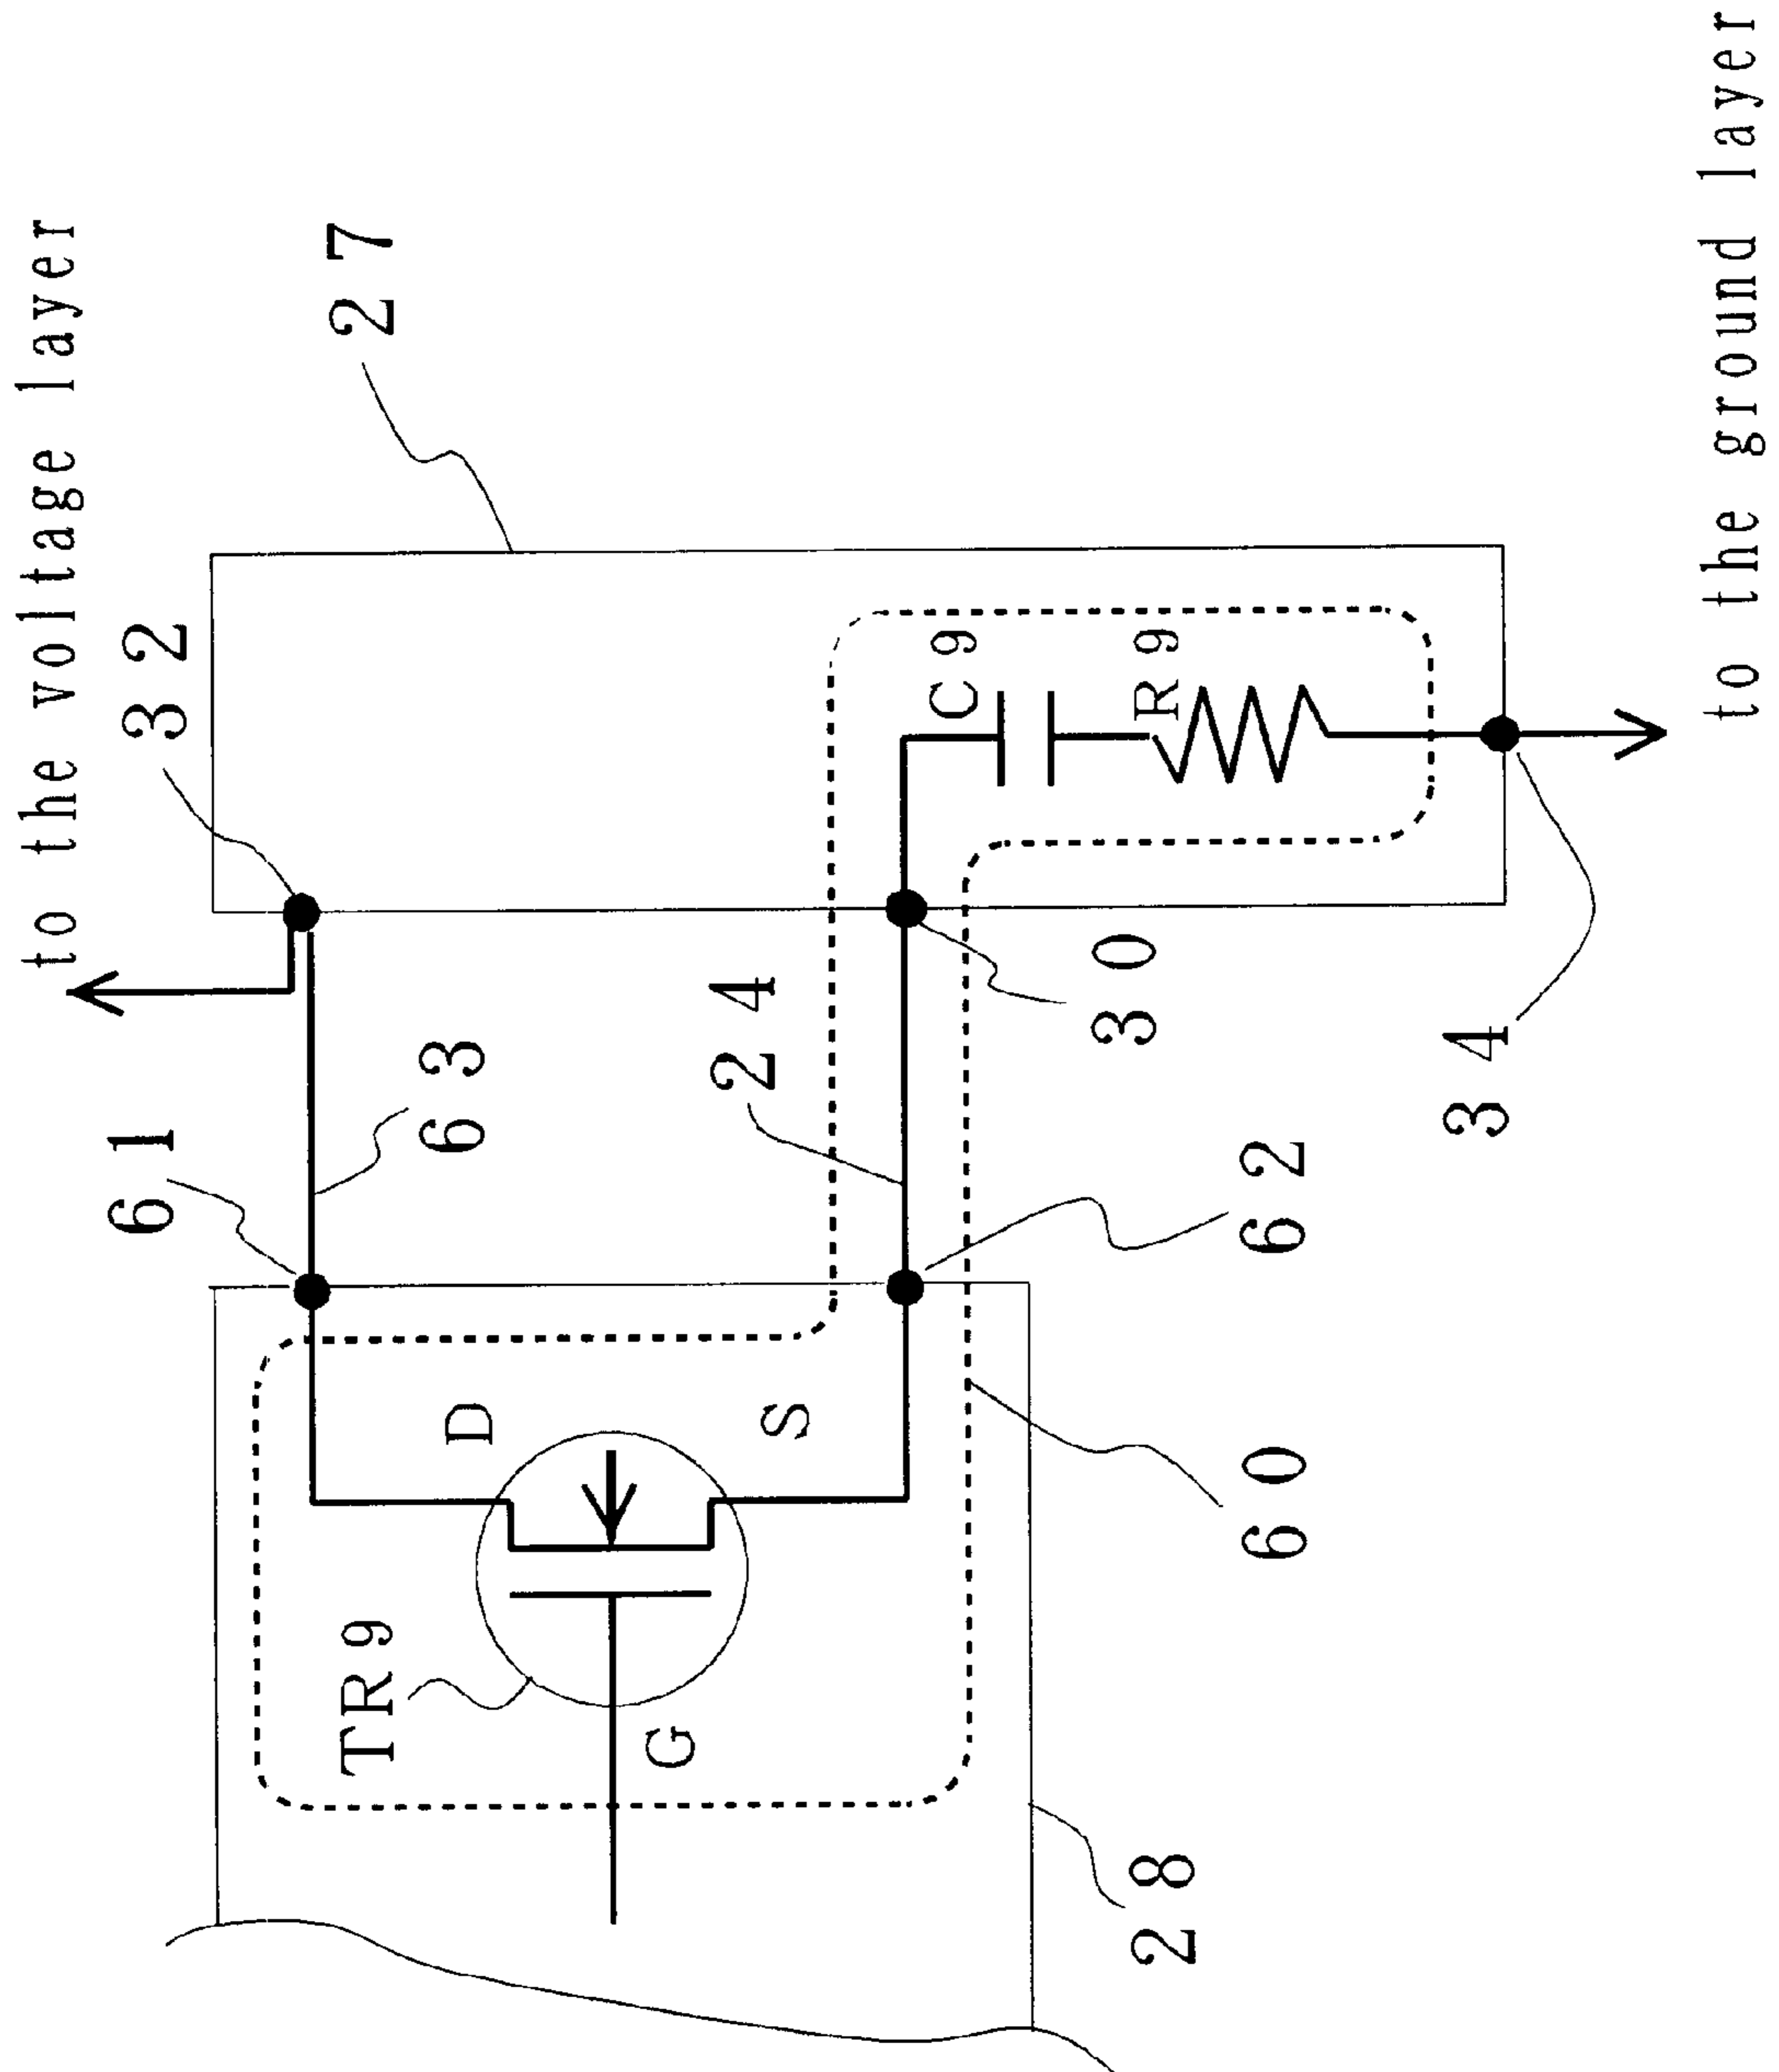 to the voltage layer
32
27
61
63
24
C9
R9
30
34
62
60
D
S
TR9
G
28
to the ground layer